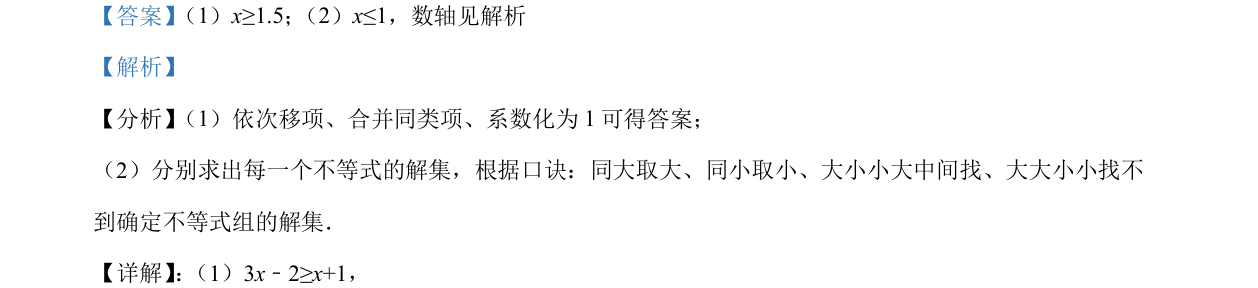 【答案】（1）x≥1.5；（2）x≤1，数轴见解析
【解析】
【分析】（1）依次移项、合并同类项、系数化为 1 可得答案；
（2）分别求出每一个不等式的解集，根据口诀：同大取大、同小取小、大小小大中间找、大大小小找不
到确定不等式组的解集．
【详解】：（1）3x﹣2≥x+1，